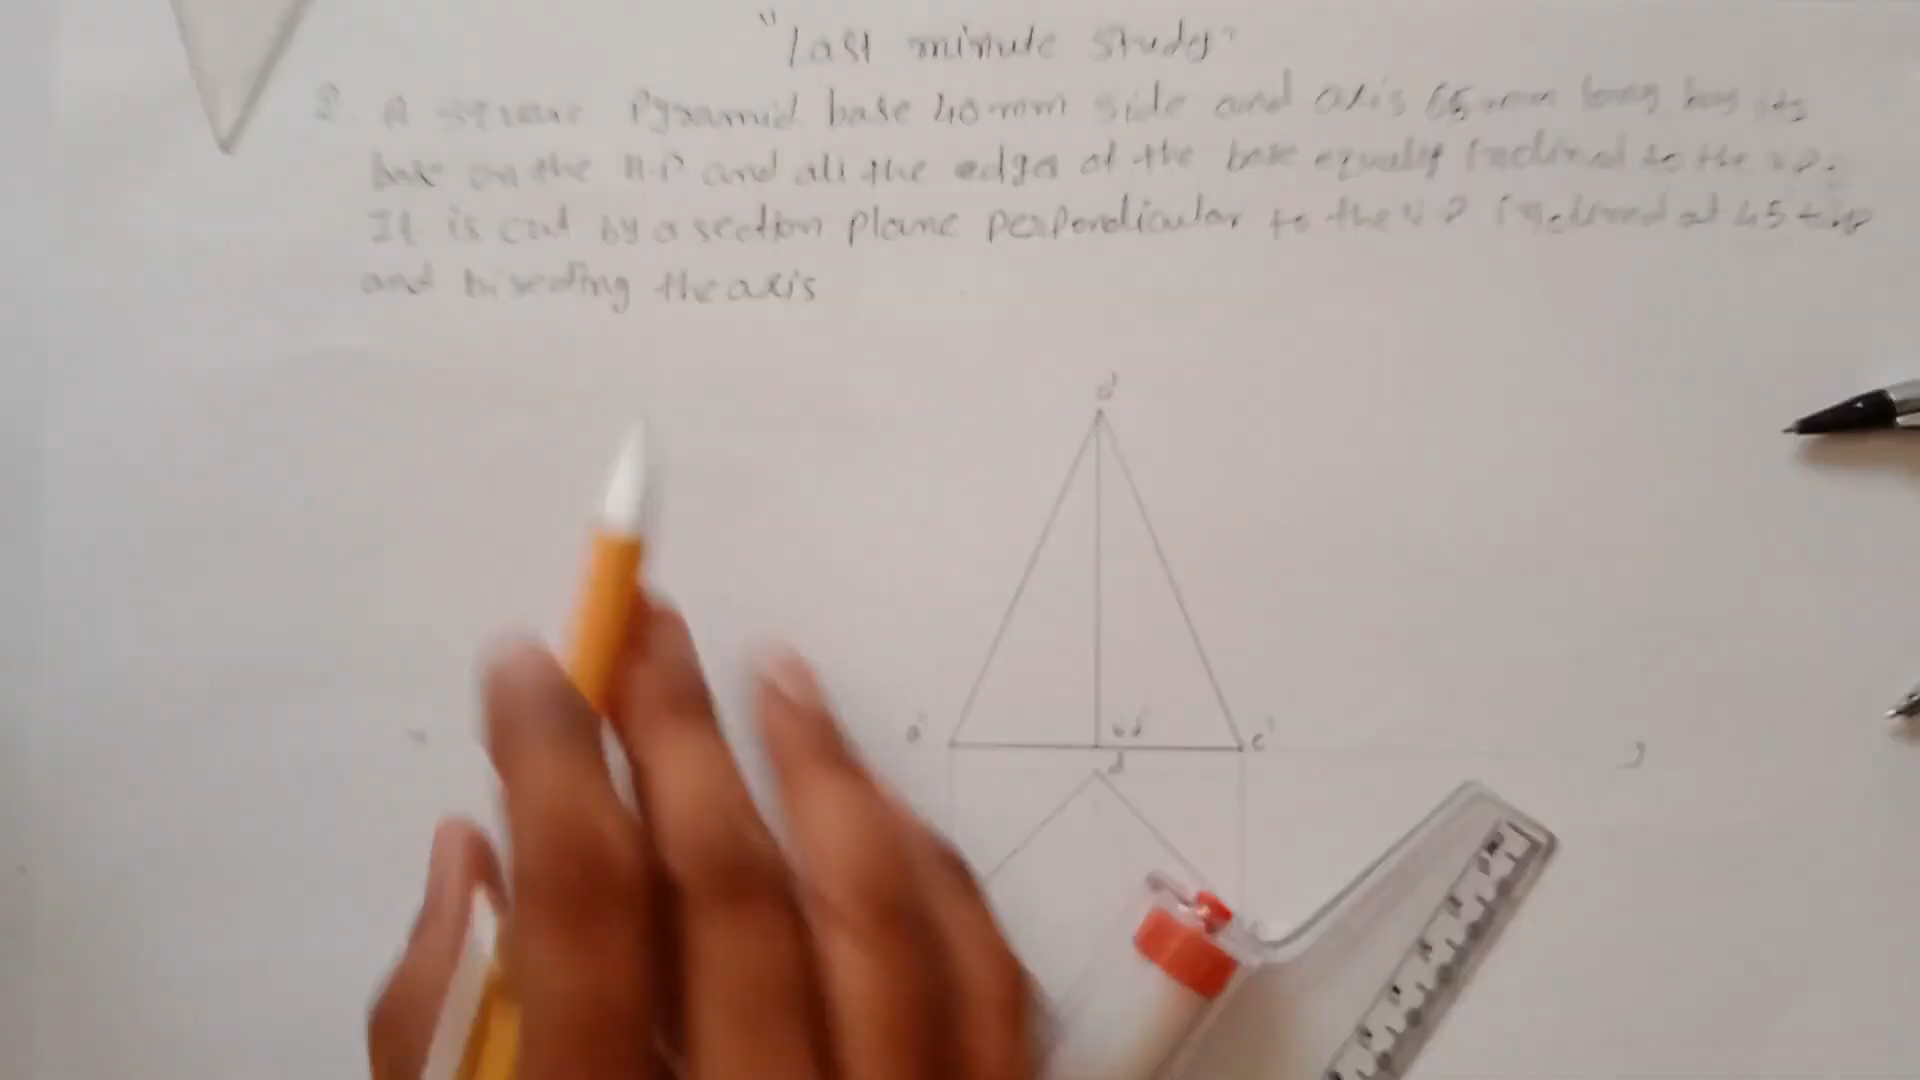 "Last minute study"
2. A square Pyramid base 40 mm side and axis 65 mm long has its
base on the H.P and all the edges of the base equally inclined to the V.P.
It is cut by a section plane perpendicular to the V.P inclined at 45 to
and bisecting the axis
o'
a' b'd' c'
y
d